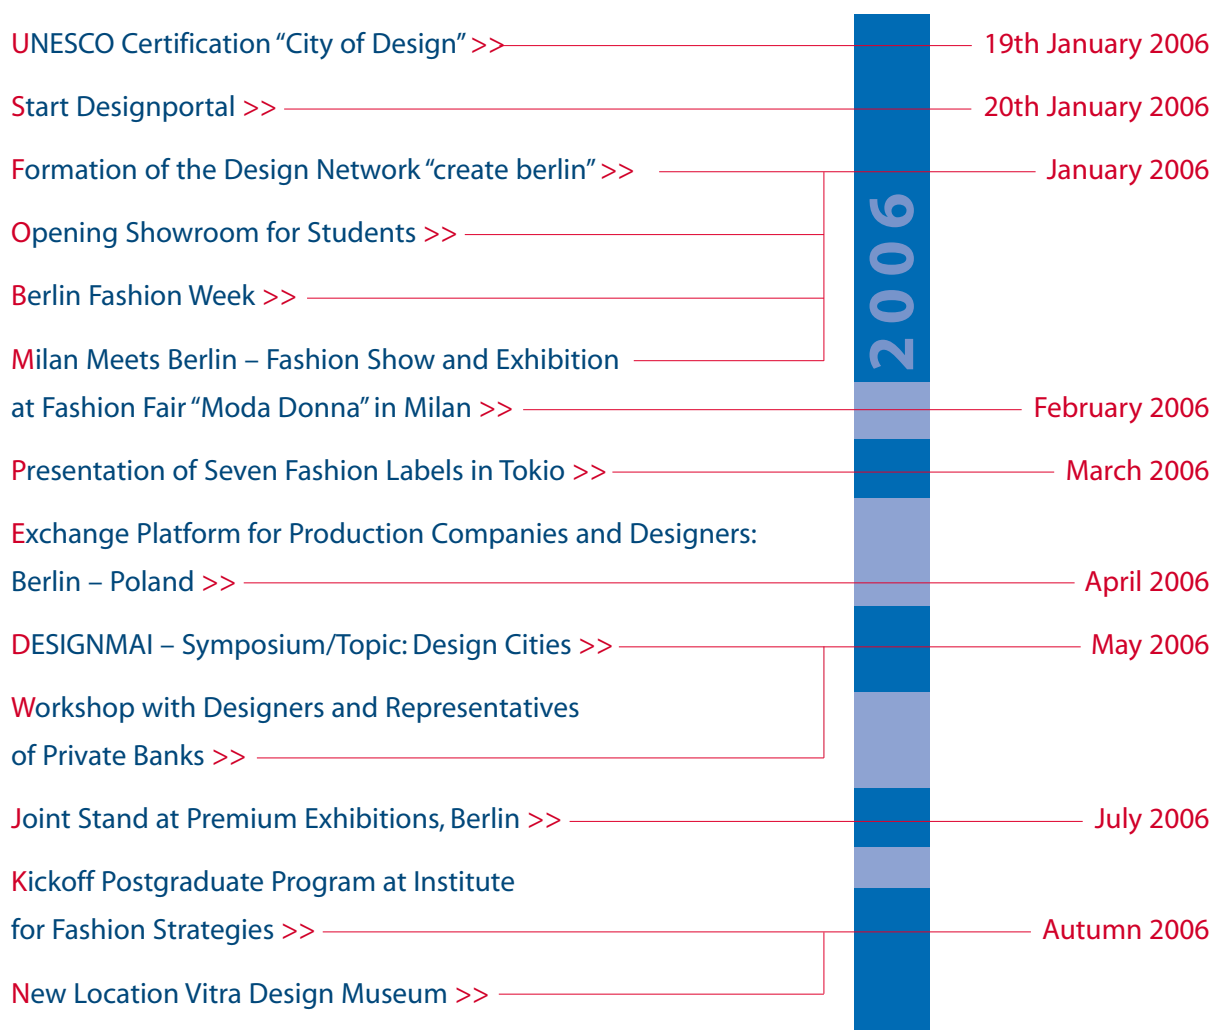 UNESCO Certification “City of Design” >> 19th January 2006
Start Designportal >> 20th January 2006
Formation of the Design Network “create berlin” >> January 2006
Opening Showroom for Students >>
Berlin Fashion Week >>
Milan Meets Berlin – Fashion Show and Exhibition
at Fashion Fair “Moda Donna” in Milan >> February 2006
Presentation of Seven Fashion Labels in Tokio >> March 2006
Exchange Platform for Production Companies and Designers:
Berlin – Poland >> April 2006
DESIGNMAI – Symposium/Topic: Design Cities >> May 2006
Workshop with Designers and Representatives
of Private Banks >>
Joint Stand at Premium Exhibitions, Berlin >> July 2006
Kickoff Postgraduate Program at Institute
for Fashion Strategies >> Autumn 2006
New Location Vitra Design Museum >>
2006